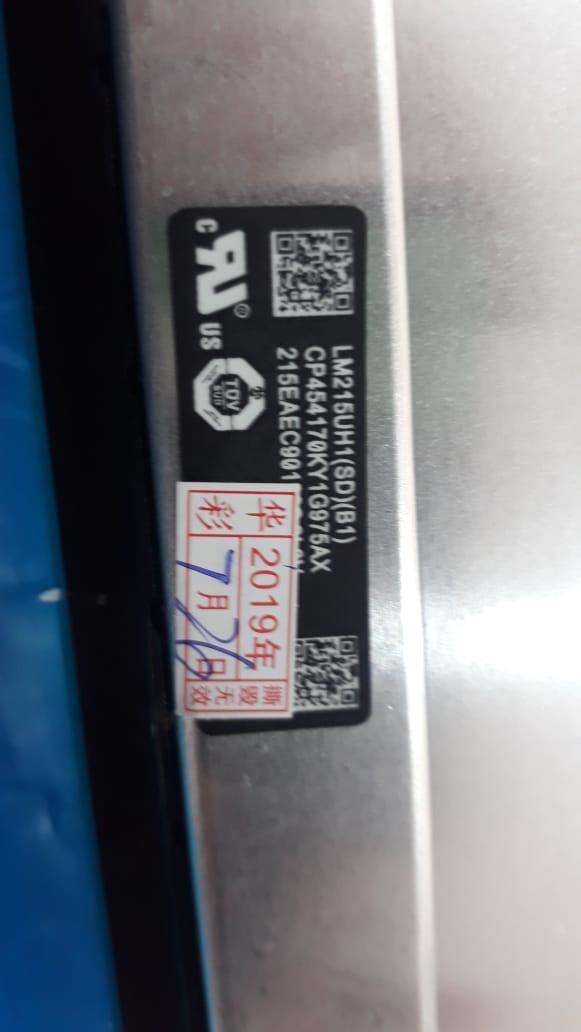 LM215UH1(SD)(B1)
CP454170KY1G975AX
215EAEC901
C
US
TÜV
SÜD
华彩
2019年
7月26日
撕毁无效